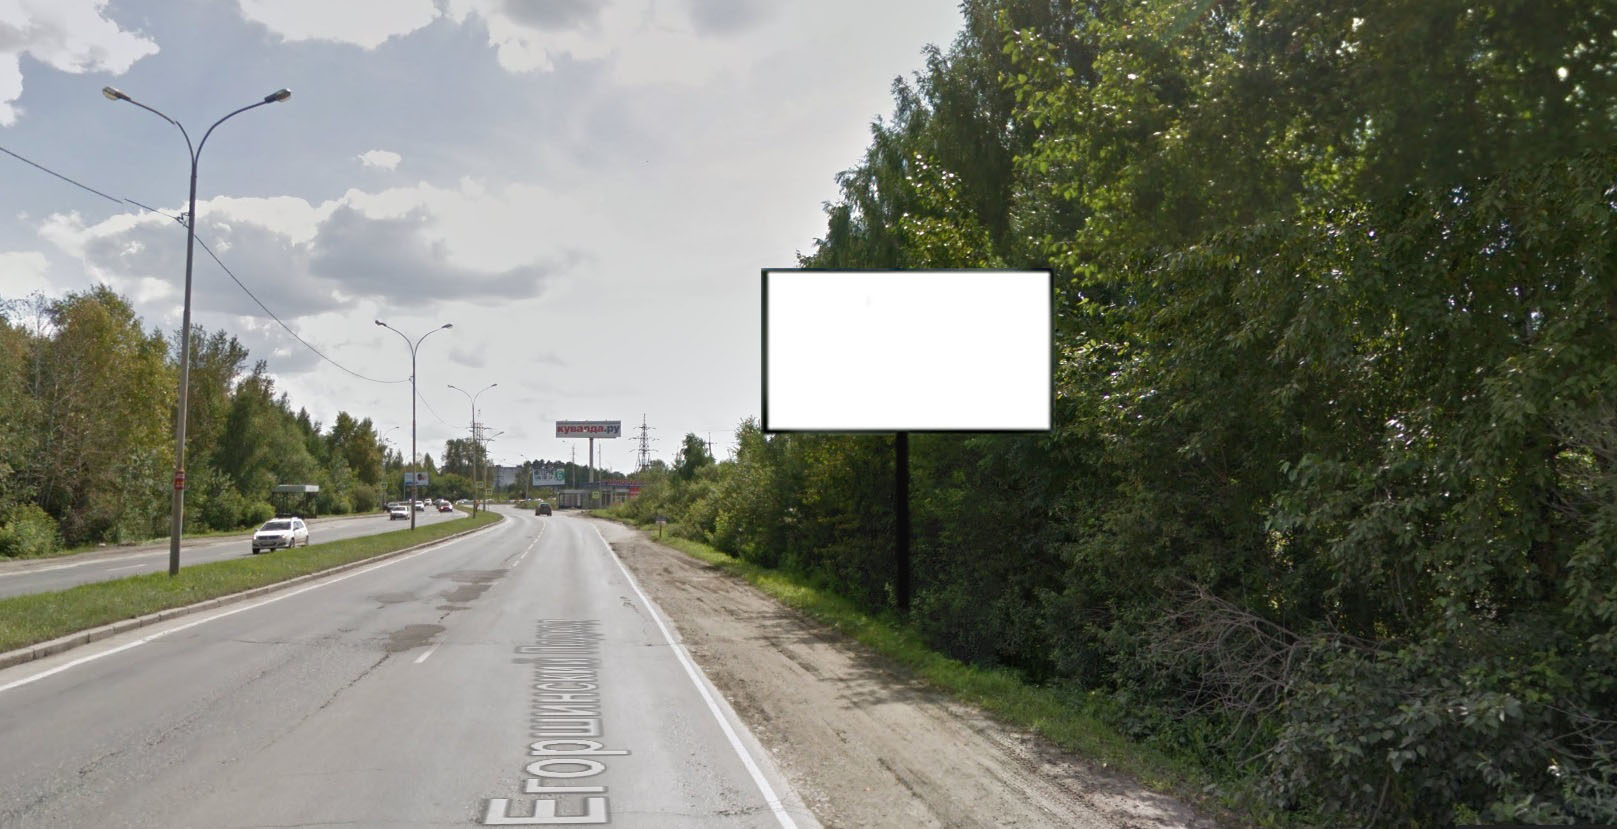 кувалда.ру
Егоршинский Подход